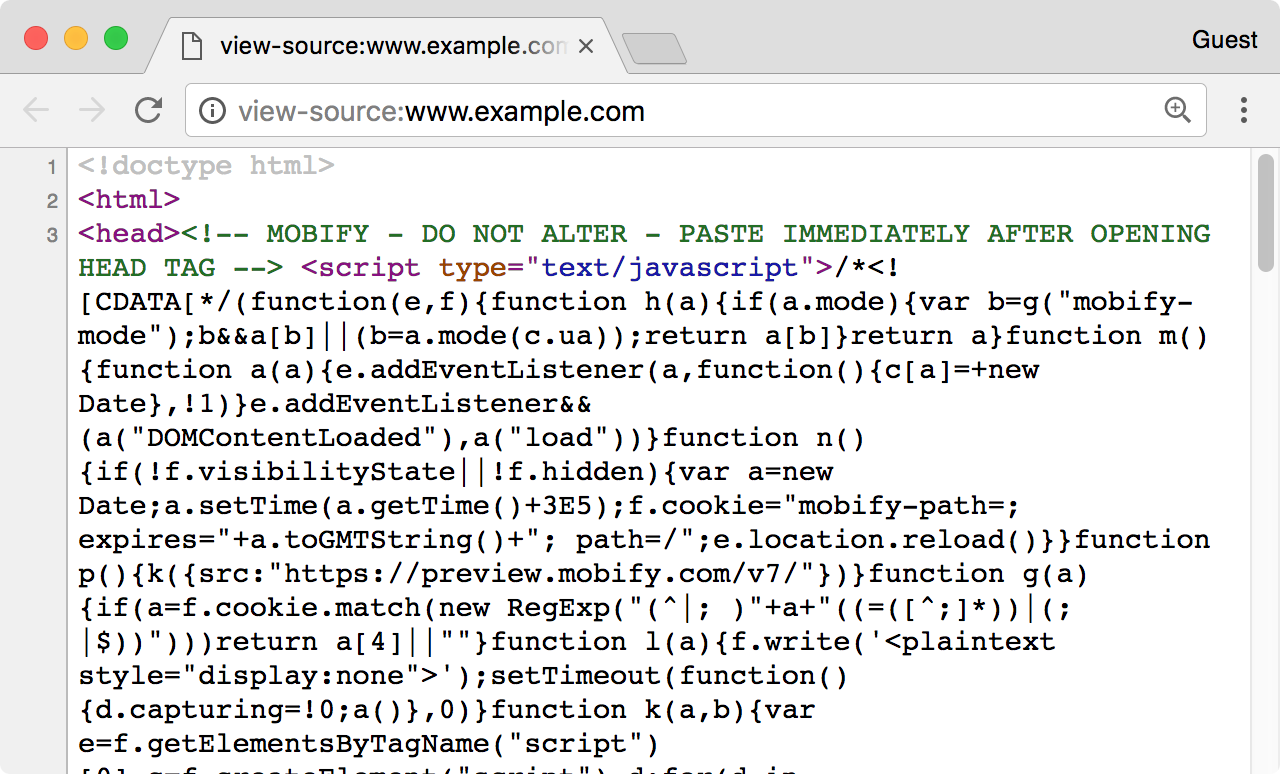 view-source:www.example.com
Guest
view-source:www.example.com
1 <!doctype html>
2 <html>
3 <head><!-- MOBIFY - DO NOT ALTER - PASTE IMMEDIATELY AFTER OPENING
HEAD TAG --> <script type="text/javascript">/*<!
[CDATA[*/(function(e,f){function h(a){if(a.mode){var b=g("mobify-
mode");b&&a[b]||(b=a.mode(c.ua));return a[b]}return a}function m()
{function a(a){e.addEventListener(a,function(){c[a]=+new
Date},!1)}e.addEventListener&&
(a("DOMContentLoaded"),a("load"))}function n()
{if(!f.visibilityState||!f.hidden){var a=new
Date;a.setTime(a.getTime()+3E5);f.cookie="mobify-path=;
expires="+a.toGMTString()+"; path=/";e.location.reload()}}function
p(){k({src:"https://preview.mobify.com/v7/"})}function g(a)
{if(a=f.cookie.match(new RegExp("(^|; )"+a+"((=([^;]*))|(;
|$))")))return a[4]||""}function l(a){f.write('<plaintext
style="display:none">');setTimeout(function()
{d.capturing=!0;a()},0)}function k(a,b){var
e=f.getElementsByTagName("script")
[0],c=f.createElement("script"),d;for(d in